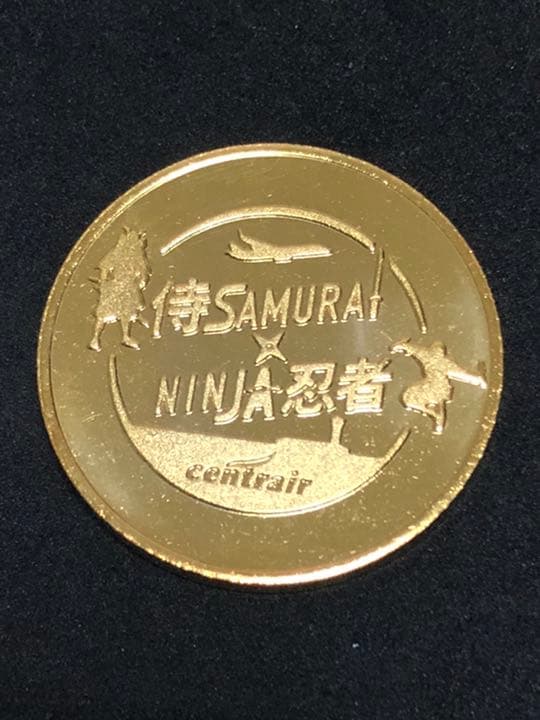 侍SAMURAI
×
NINJA忍者
centrair